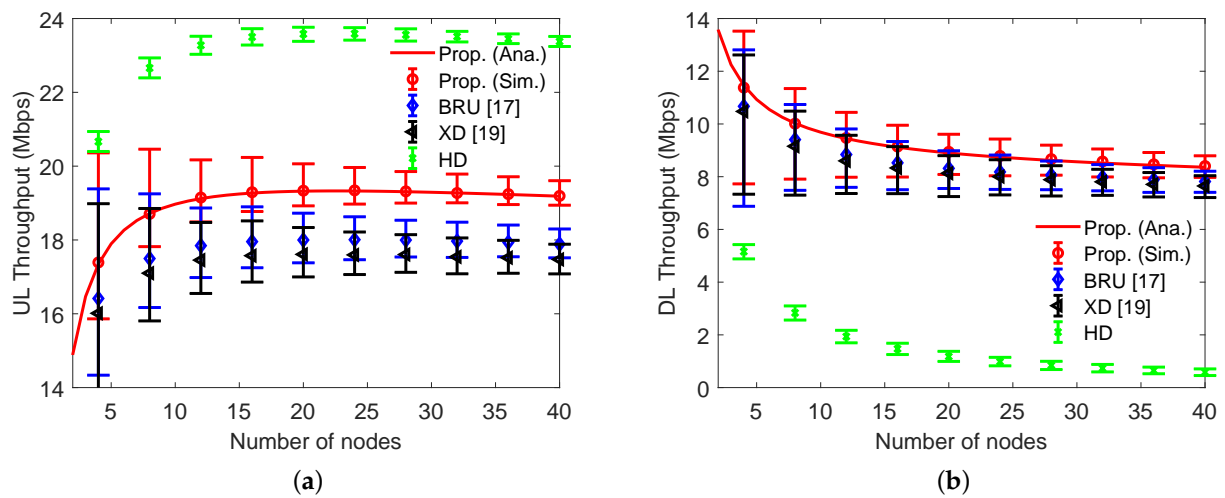 UL Throughput (Mbps)
24
22
20
18
16
14
Prop. (Ana.)
Prop. (Sim.)
BRU [17]
XD [19]
HD
5 10 15 20 25 30 35 40
Number of nodes
(a)
DL Throughput (Mbps)
14
12
10
8
6
4
2
0
Prop. (Ana.)
Prop. (Sim.)
BRU [17]
XD [19]
HD
5 10 15 20 25 30 35 40
Number of nodes
(b)